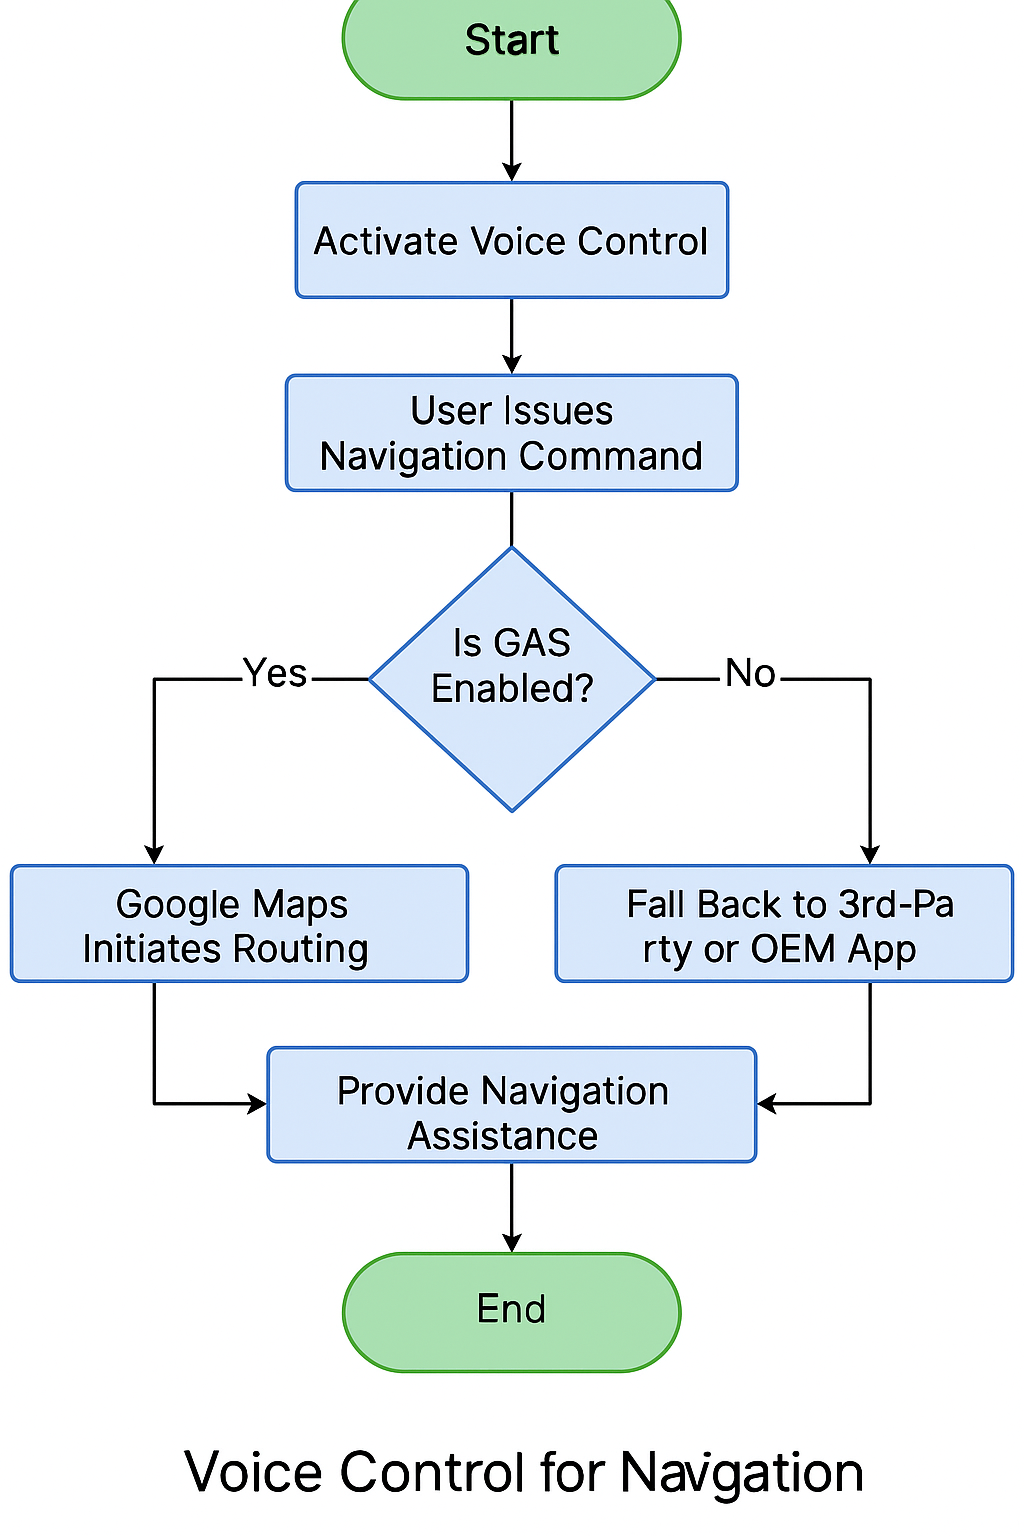 Start
Activate Voice Control
User Issues
Navigation Command
Is GAS
Enabled?
Yes
No
Google Maps
Initiates Routing
Fall Back to 3rd-Pa
rty or OEM App
Provide Navigation
Assistance
End
Voice Control for Navgation